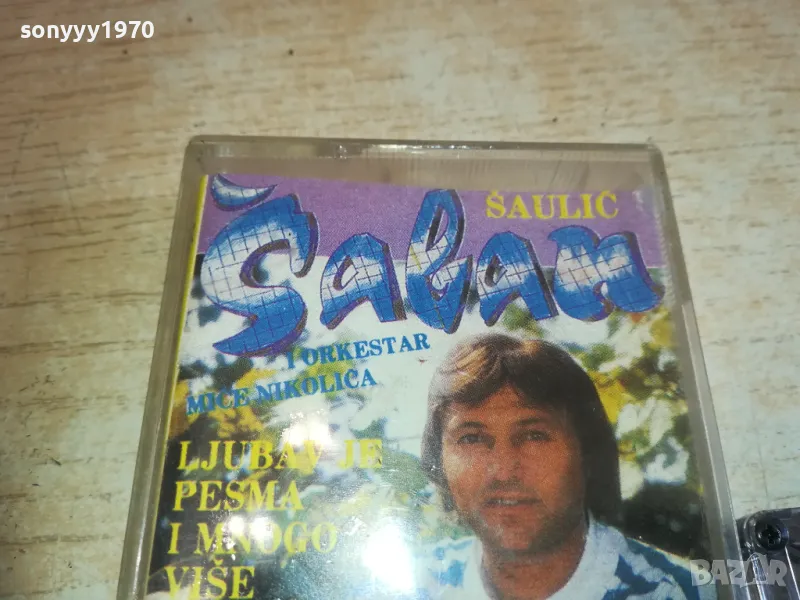 sonyyy1970
ŠAULIĆ
Šaban
I ORKESTAR
MIĆE NIKOLIĆA
LJUBAV JE
PESMA
I MNOGO
VIŠE
BAZAR